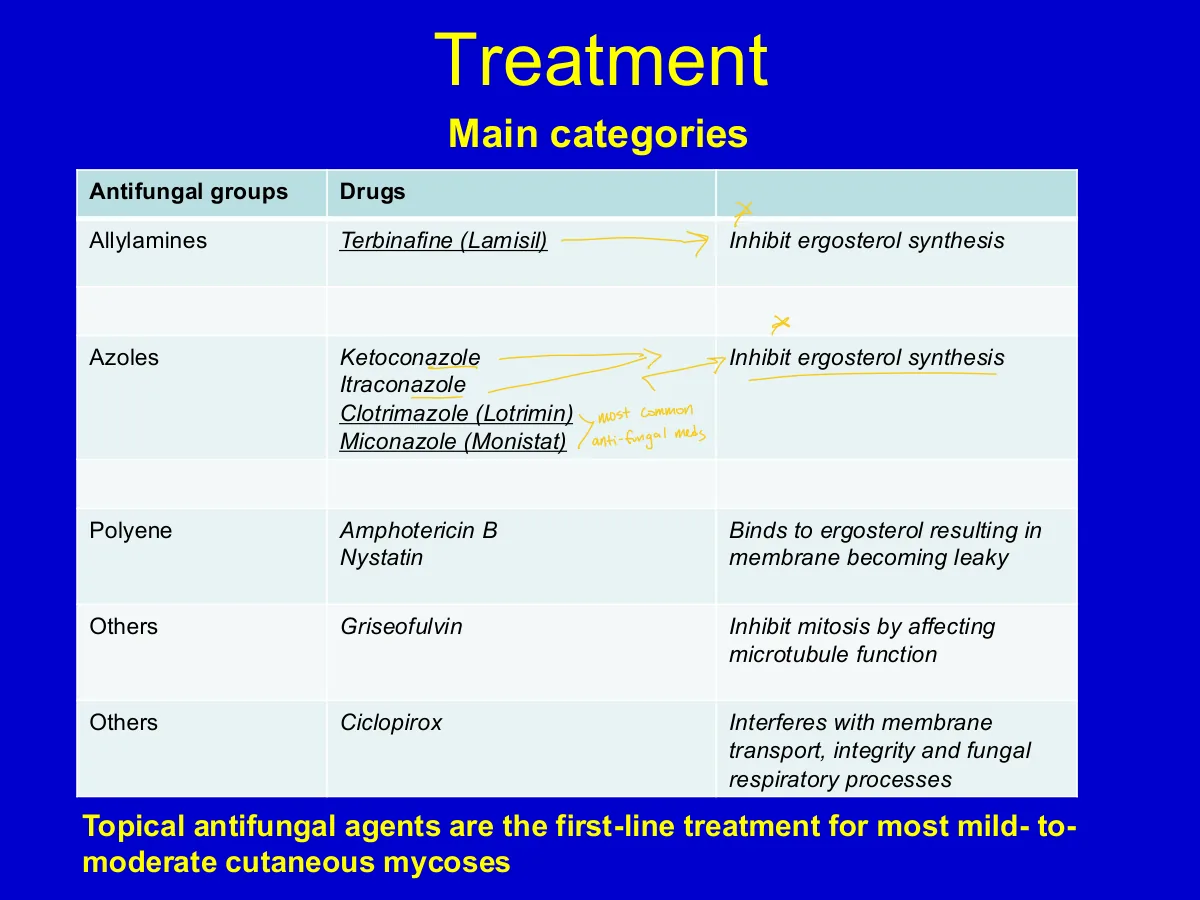 Treatment
Main categories
Antifungal groups Drugs
Allylamines Terbinafine (Lamisil) Inhibit ergosterol synthesis
Azoles Ketoconazole Inhibit ergosterol synthesis
Itraconazole
Clotrimazole (Lotrimin) most common
Miconazole (Monistat) anti-fungal meds
Polyene Amphotericin B Binds to ergosterol resulting in
Nystatin membrane becoming leaky
Others Griseofulvin Inhibit mitosis by affecting
microtubule function
Others Ciclopirox Interferes with membrane
transport, integrity and fungal
respiratory processes
Topical antifungal agents are the first-line treatment for most mild- to-
moderate cutaneous mycoses